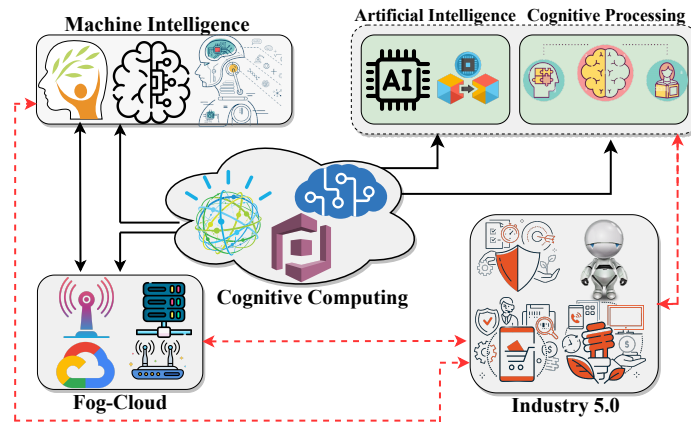 Machine Intelligence
Artificial Intelligence
Cognitive Processing
AI
Cognitive Computing
Fog-Cloud
Industry 5.0